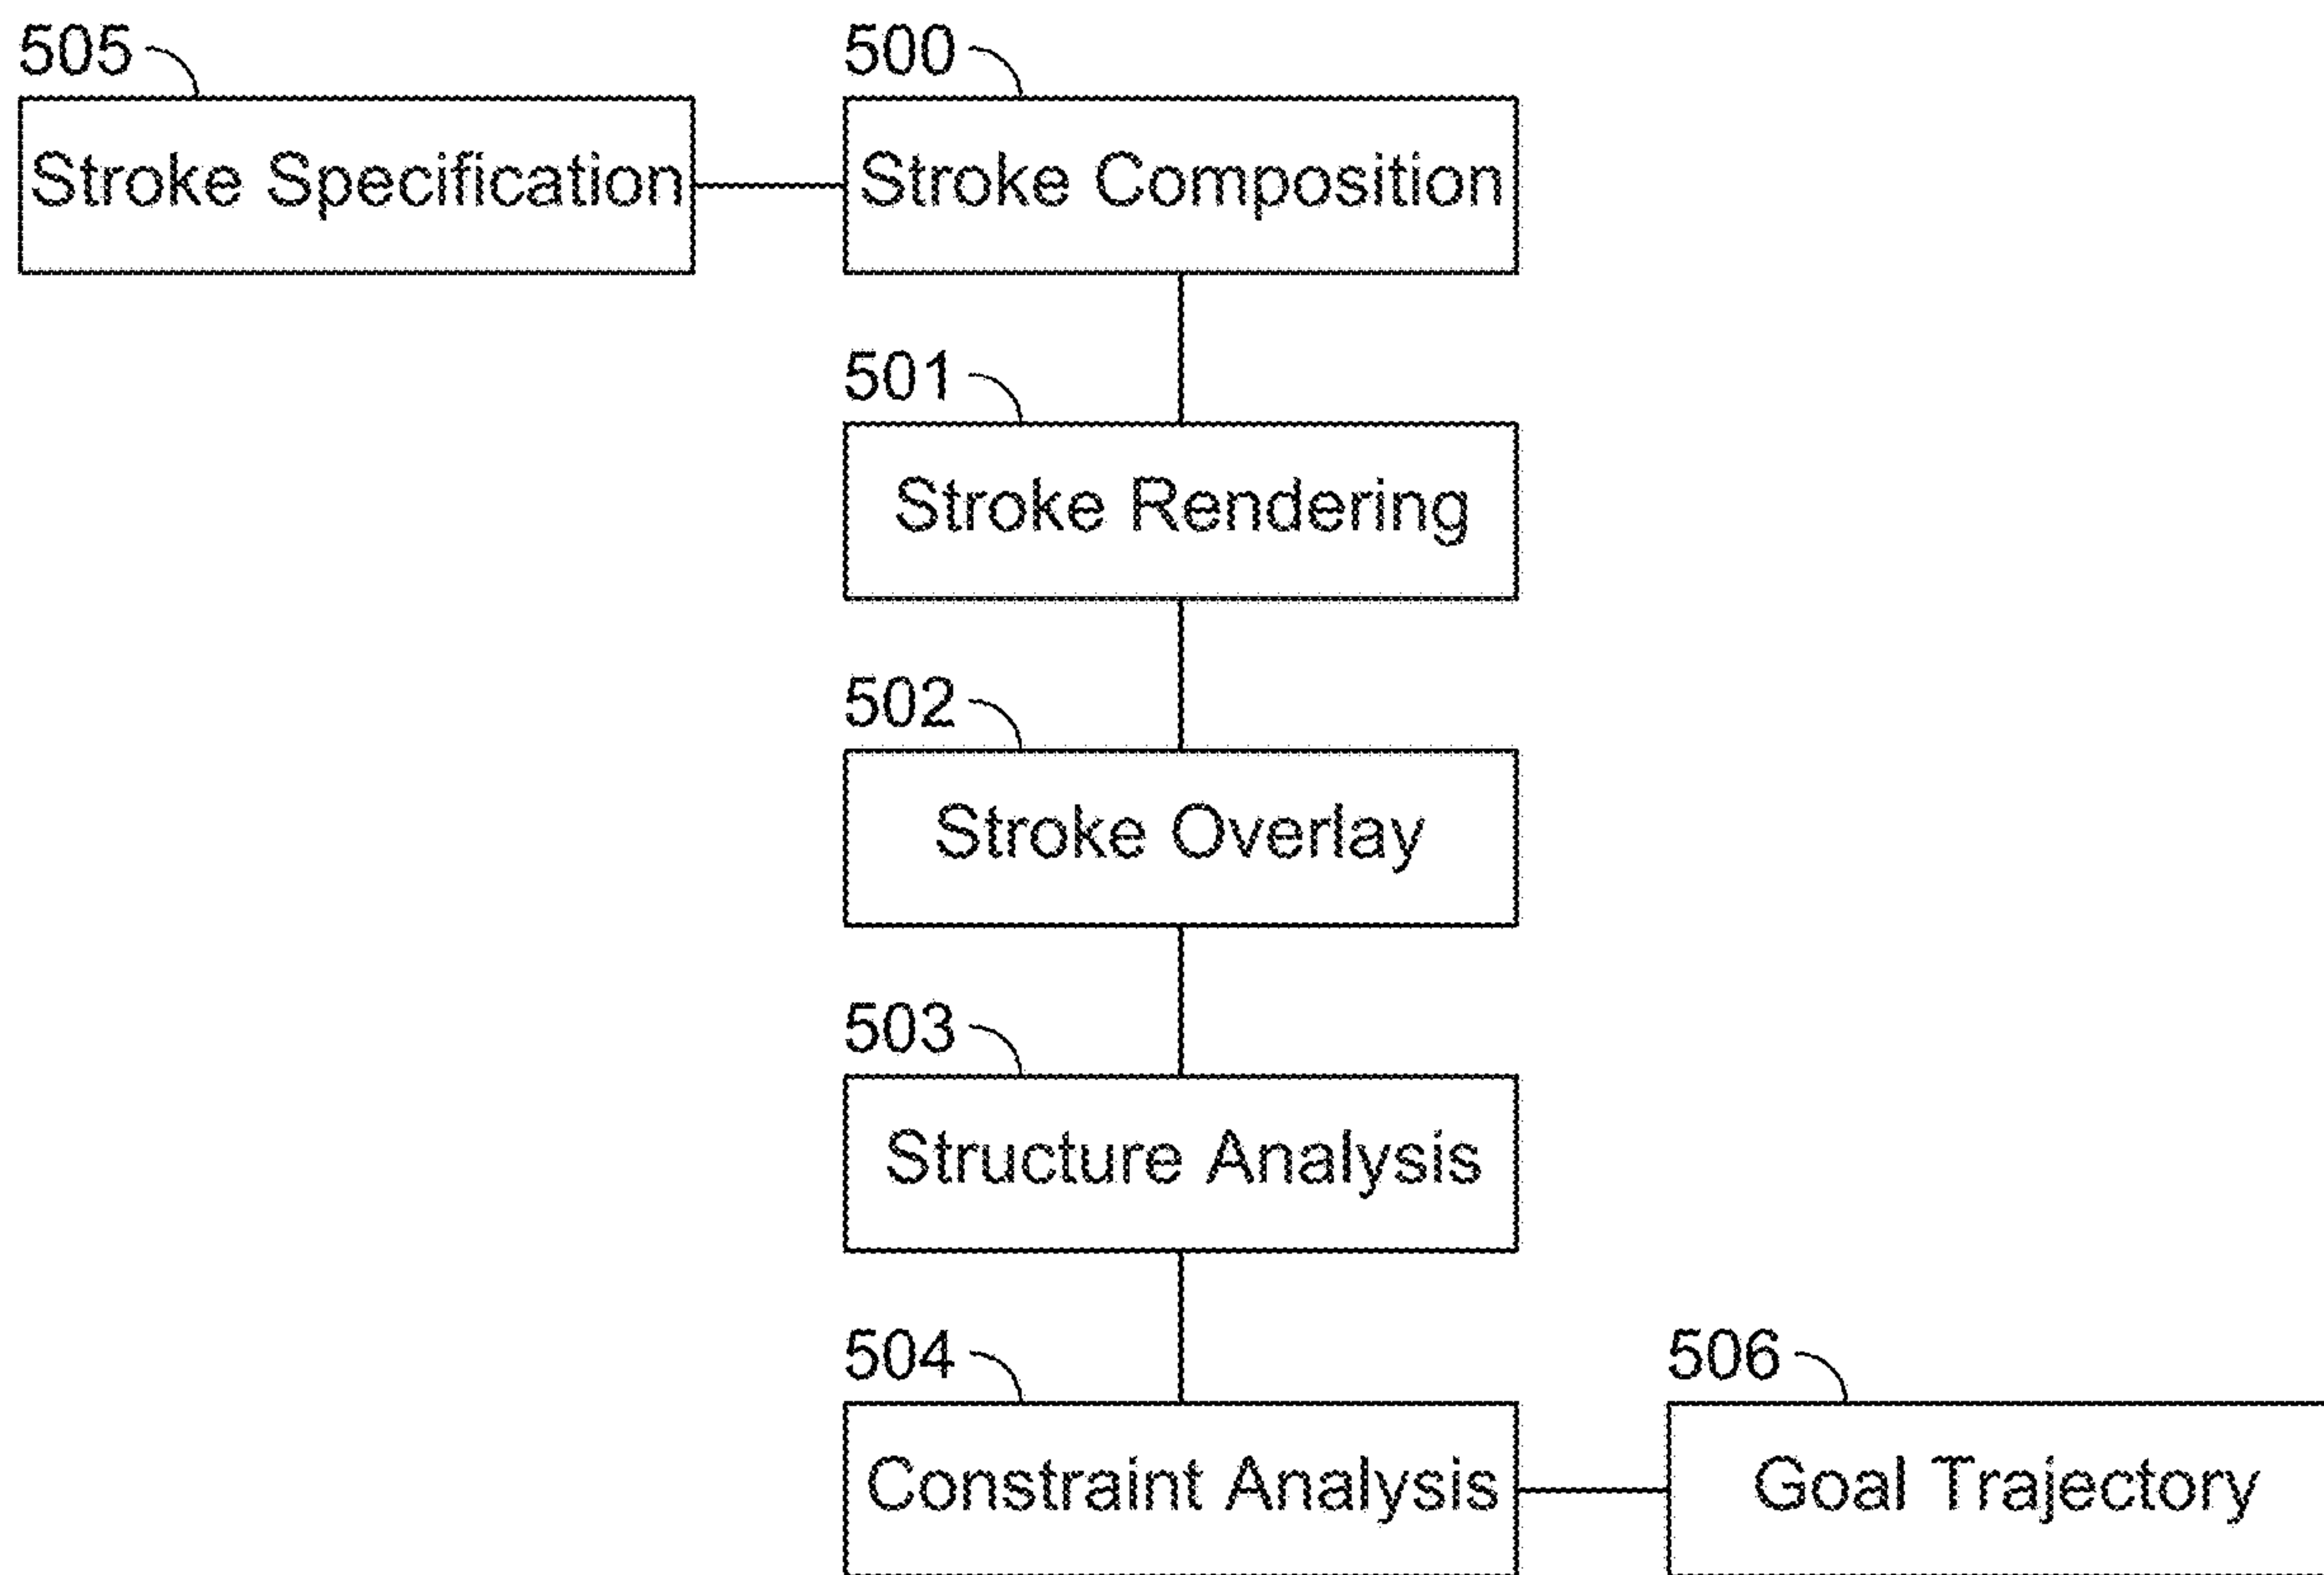 505
Stroke Specification
500
Stroke Composition
501
Stroke Rendering
502
Stroke Overlay
503
Structure Analysis
504
Constraint Analysis
506
Goal Trajectory